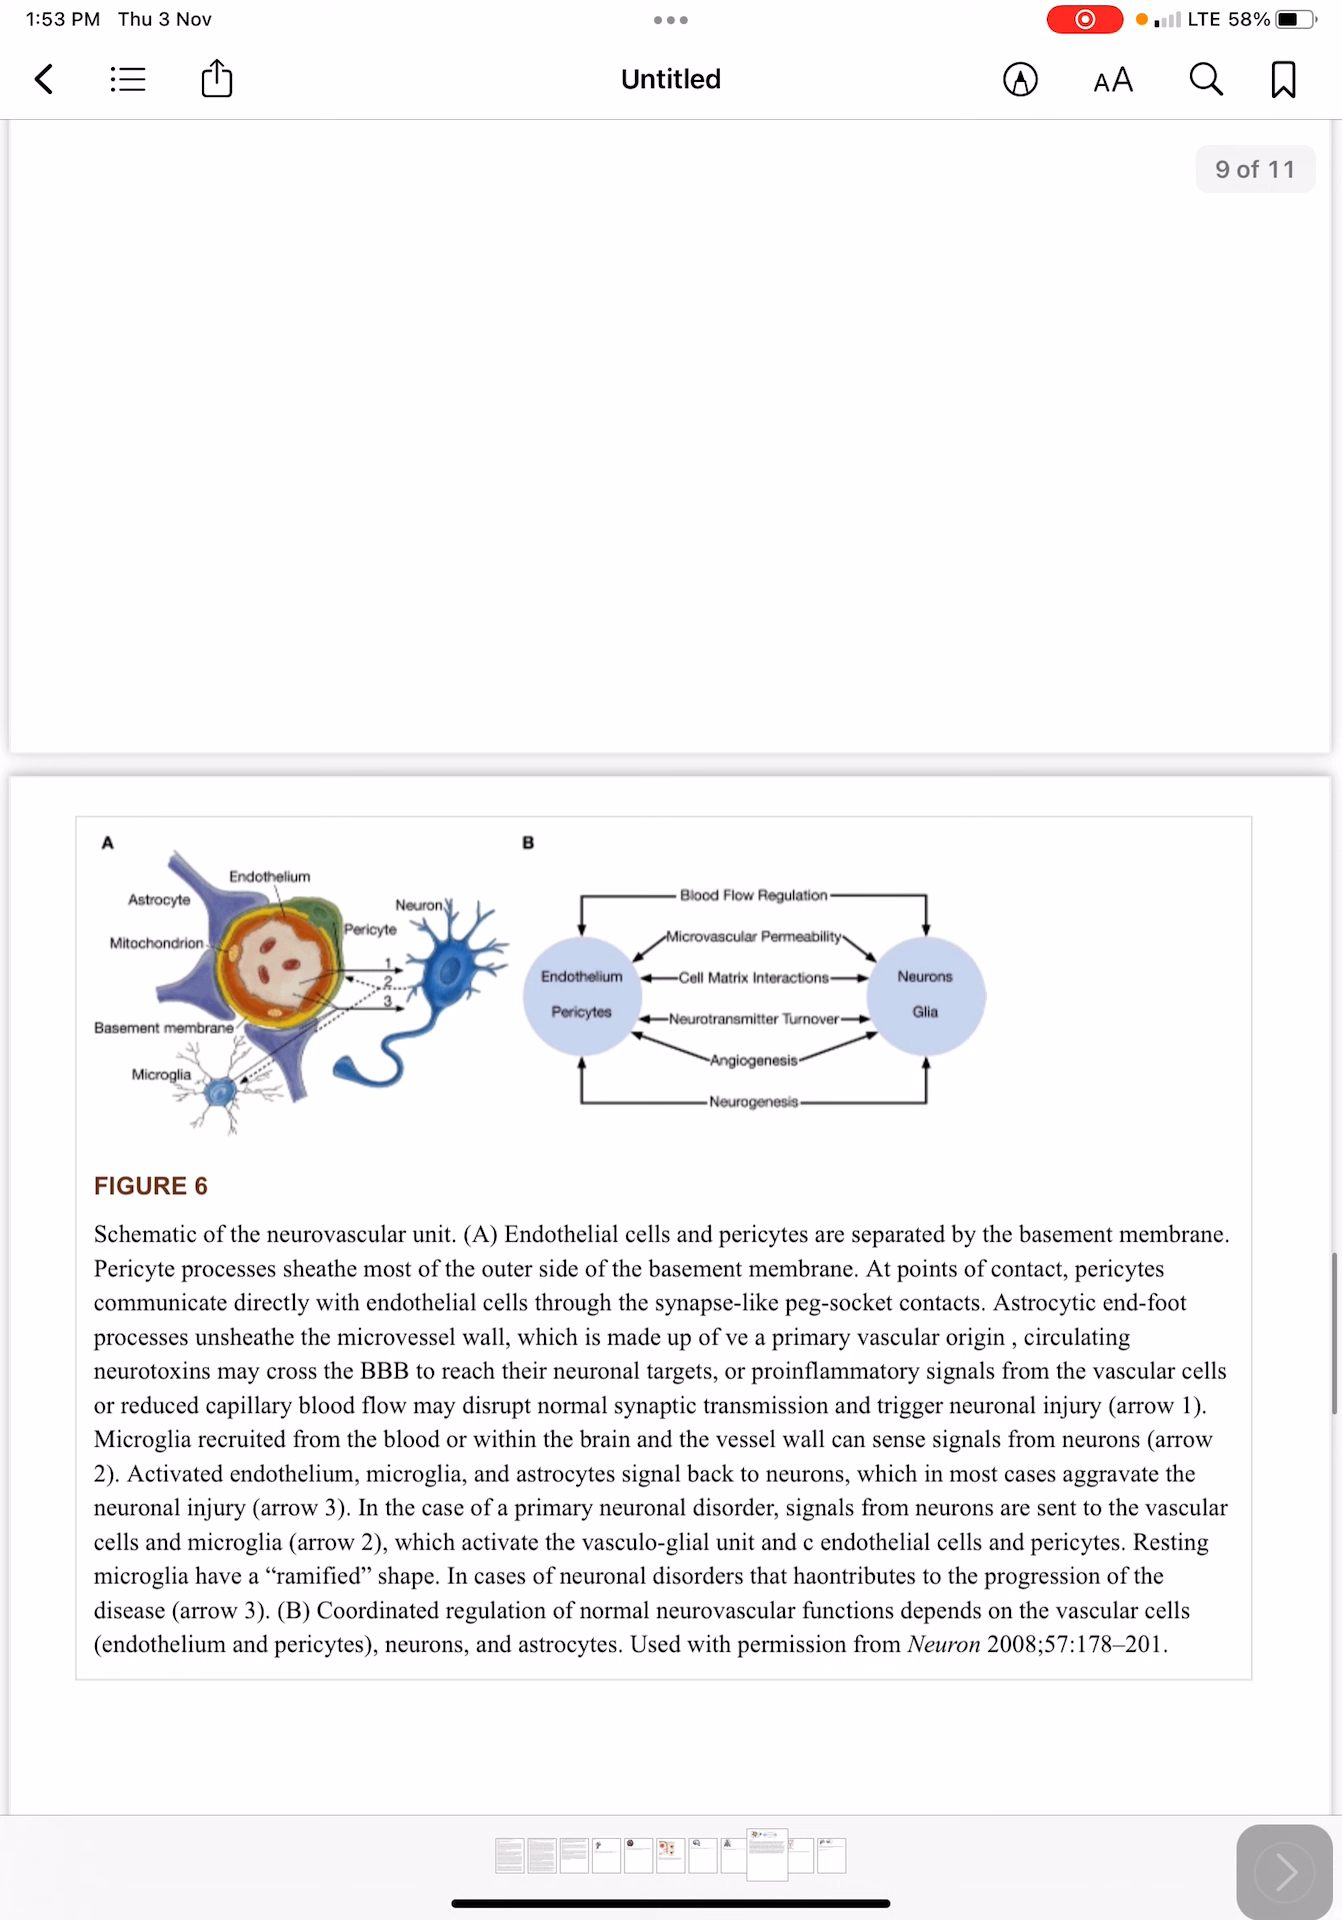 1:53 PM Thu 3 Nov
LTE 58%
Untitled
AA
9 of 11
A
B
Endothelium
Astrocyte
Neuron
Pericyte
Mitochondrion
1
2
3
Basement membrane
Microglia
Blood Flow Regulation
Microvascular Permeability
Endothelium
Cell Matrix Interactions
Neurons
Pericytes
Neurotransmitter Turnover
Glia
Angiogenesis
Neurogenesis
FIGURE 6
Schematic of the neurovascular unit. (A) Endothelial cells and pericytes are separated by the basement membrane.
Pericyte processes sheathe most of the outer side of the basement membrane. At points of contact, pericytes
communicate directly with endothelial cells through the synapse-like peg-socket contacts. Astrocytic end-foot
processes unsheathe the microvessel wall, which is made up of ve a primary vascular origin , circulating
neurotoxins may cross the BBB to reach their neuronal targets, or proinflammatory signals from the vascular cells
or reduced capillary blood flow may disrupt normal synaptic transmission and trigger neuronal injury (arrow 1).
Microglia recruited from the blood or within the brain and the vessel wall can sense signals from neurons (arrow
2). Activated endothelium, microglia, and astrocytes signal back to neurons, which in most cases aggravate the
neuronal injury (arrow 3). In the case of a primary neuronal disorder, signals from neurons are sent to the vascular
cells and microglia (arrow 2), which activate the vasculo-glial unit and c endothelial cells and pericytes. Resting
microglia have a “ramified” shape. In cases of neuronal disorders that haontributes to the progression of the
disease (arrow 3). (B) Coordinated regulation of normal neurovascular functions depends on the vascular cells
(endothelium and pericytes), neurons, and astrocytes. Used with permission from Neuron 2008;57:178–201.